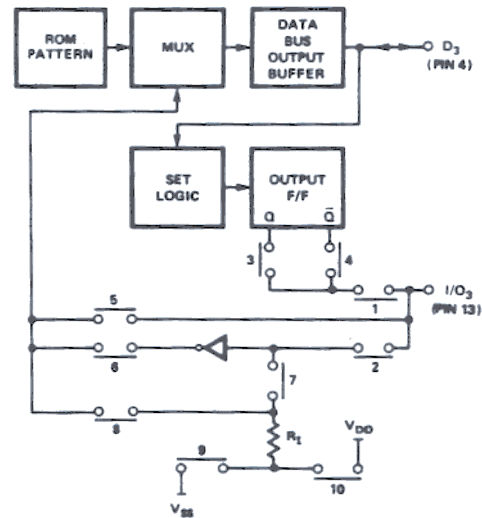 ROM
PATTERN
MUX
DATA
BUS
OUTPUT
BUFFER
D3
(PIN 4)
SET
LOGIC
OUTPUT
F/F
Q
Q̅
3
4
1
I/O3
(PIN 13)
5
6
2
7
8
RI
9
10
VDD
VSS